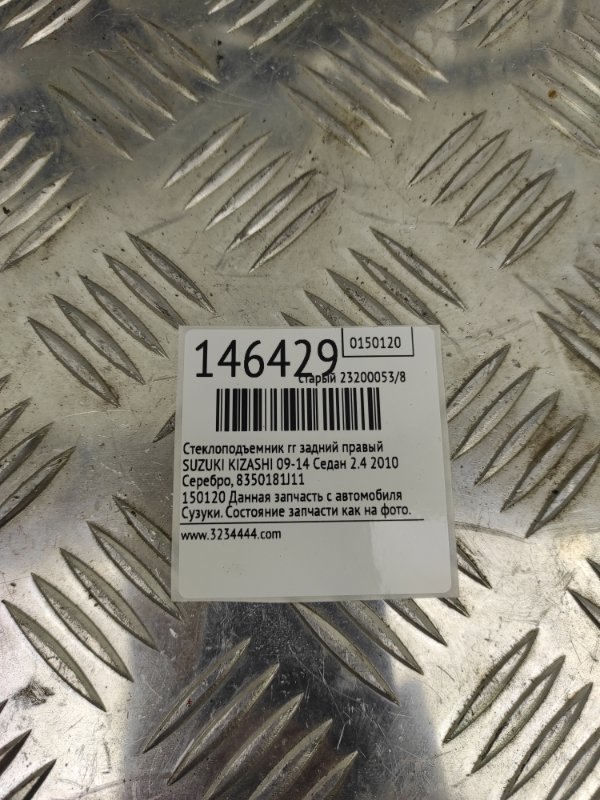 146429
0150120
старый 23200053/8
Стеклоподъемник rr задний правый
SUZUKI KIZASHI 09-14 Седан 2.4 2010
Серебро, 8350181J11
150120 Данная запчасть с автомобиля
Сузуки. Состояние запчасти как на фото.
www.3234444.com